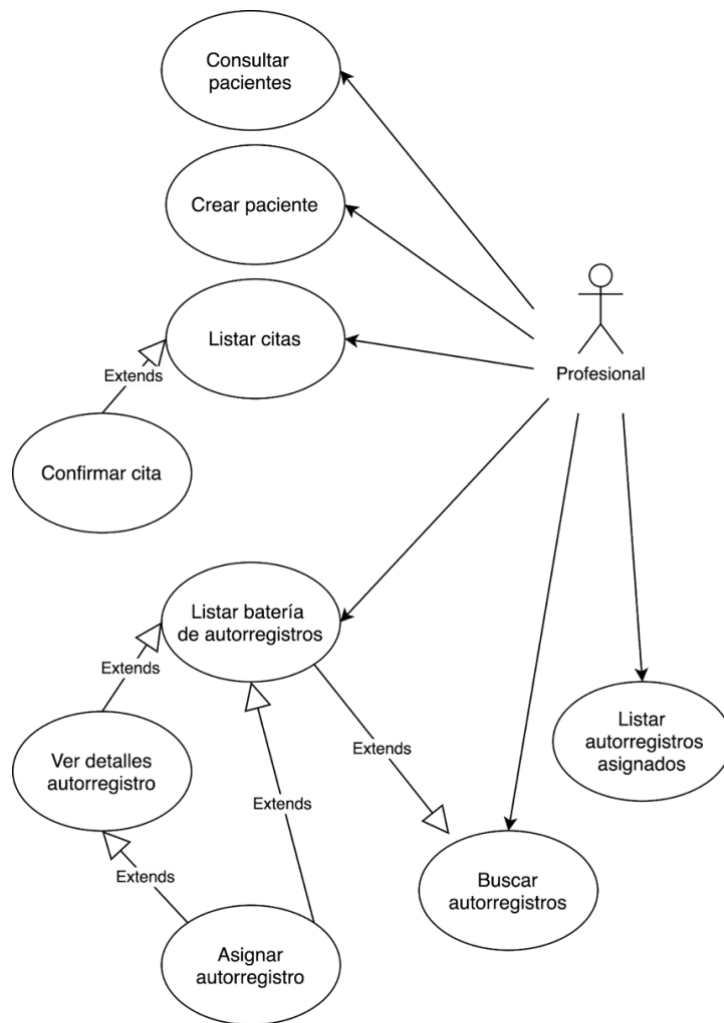 Consultar
pacientes
Crear paciente
Listar citas
Profesional
Extends
Confirmar cita
Listar batería
de autorregistros
Extends
Ver detalles
autorregistro
Extends
Extends
Listar
autorregistros
asignados
Extends
Buscar
autorregistros
Asignar
autorregistro